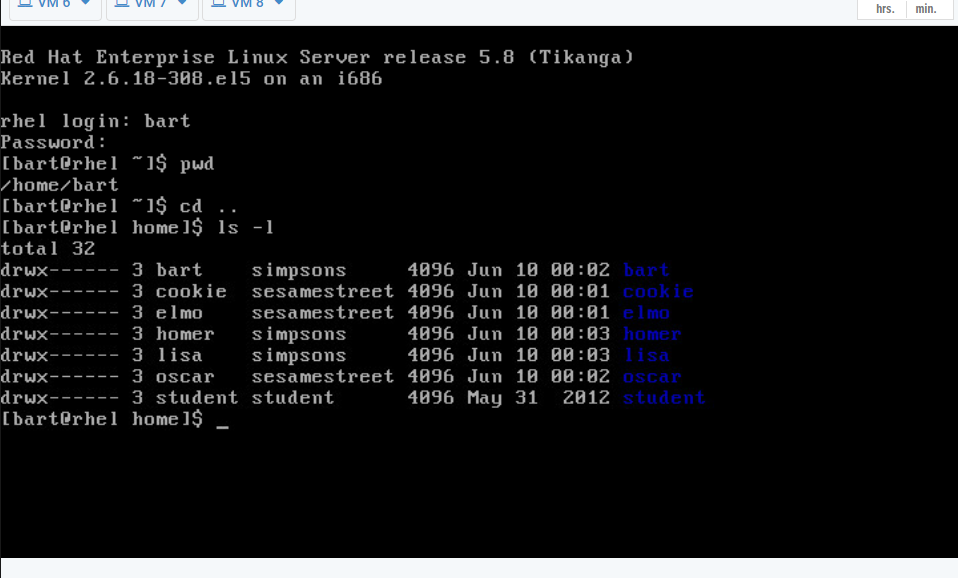 VM 6 VM 7 VM 8 hrs. min.
Red Hat Enterprise Linux Server release 5.8 (Tikanga)
Kernel 2.6.18-308.el5 on an i686
rhel login: bart
Password:
[bart@rhel ~]$ pwd
/home/bart
[bart@rhel ~]$ cd ..
[bart@rhel home]$ ls -l
total 32
drwx------ 3 bart    simpsons     4096 Jun 10 00:02 bart
drwx------ 3 cookie  sesamestreet 4096 Jun 10 00:01 cookie
drwx------ 3 elmo    sesamestreet 4096 Jun 10 00:01 elmo
drwx------ 3 homer   simpsons     4096 Jun 10 00:03 homer
drwx------ 3 lisa    simpsons     4096 Jun 10 00:03 lisa
drwx------ 3 oscar   sesamestreet 4096 Jun 10 00:02 oscar
drwx------ 3 student student      4096 May 31  2012 student
[bart@rhel home]$ _